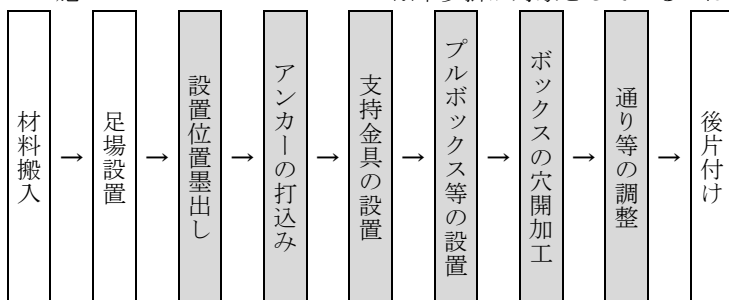 材料搬入
→
足場設置
→
設置位置墨出し
→
アンカーの打込み
→
支持金具の設置
→
プルボックス等の設置
→
ボックスの穴開加工
→
通り等の調整
→
後片付け